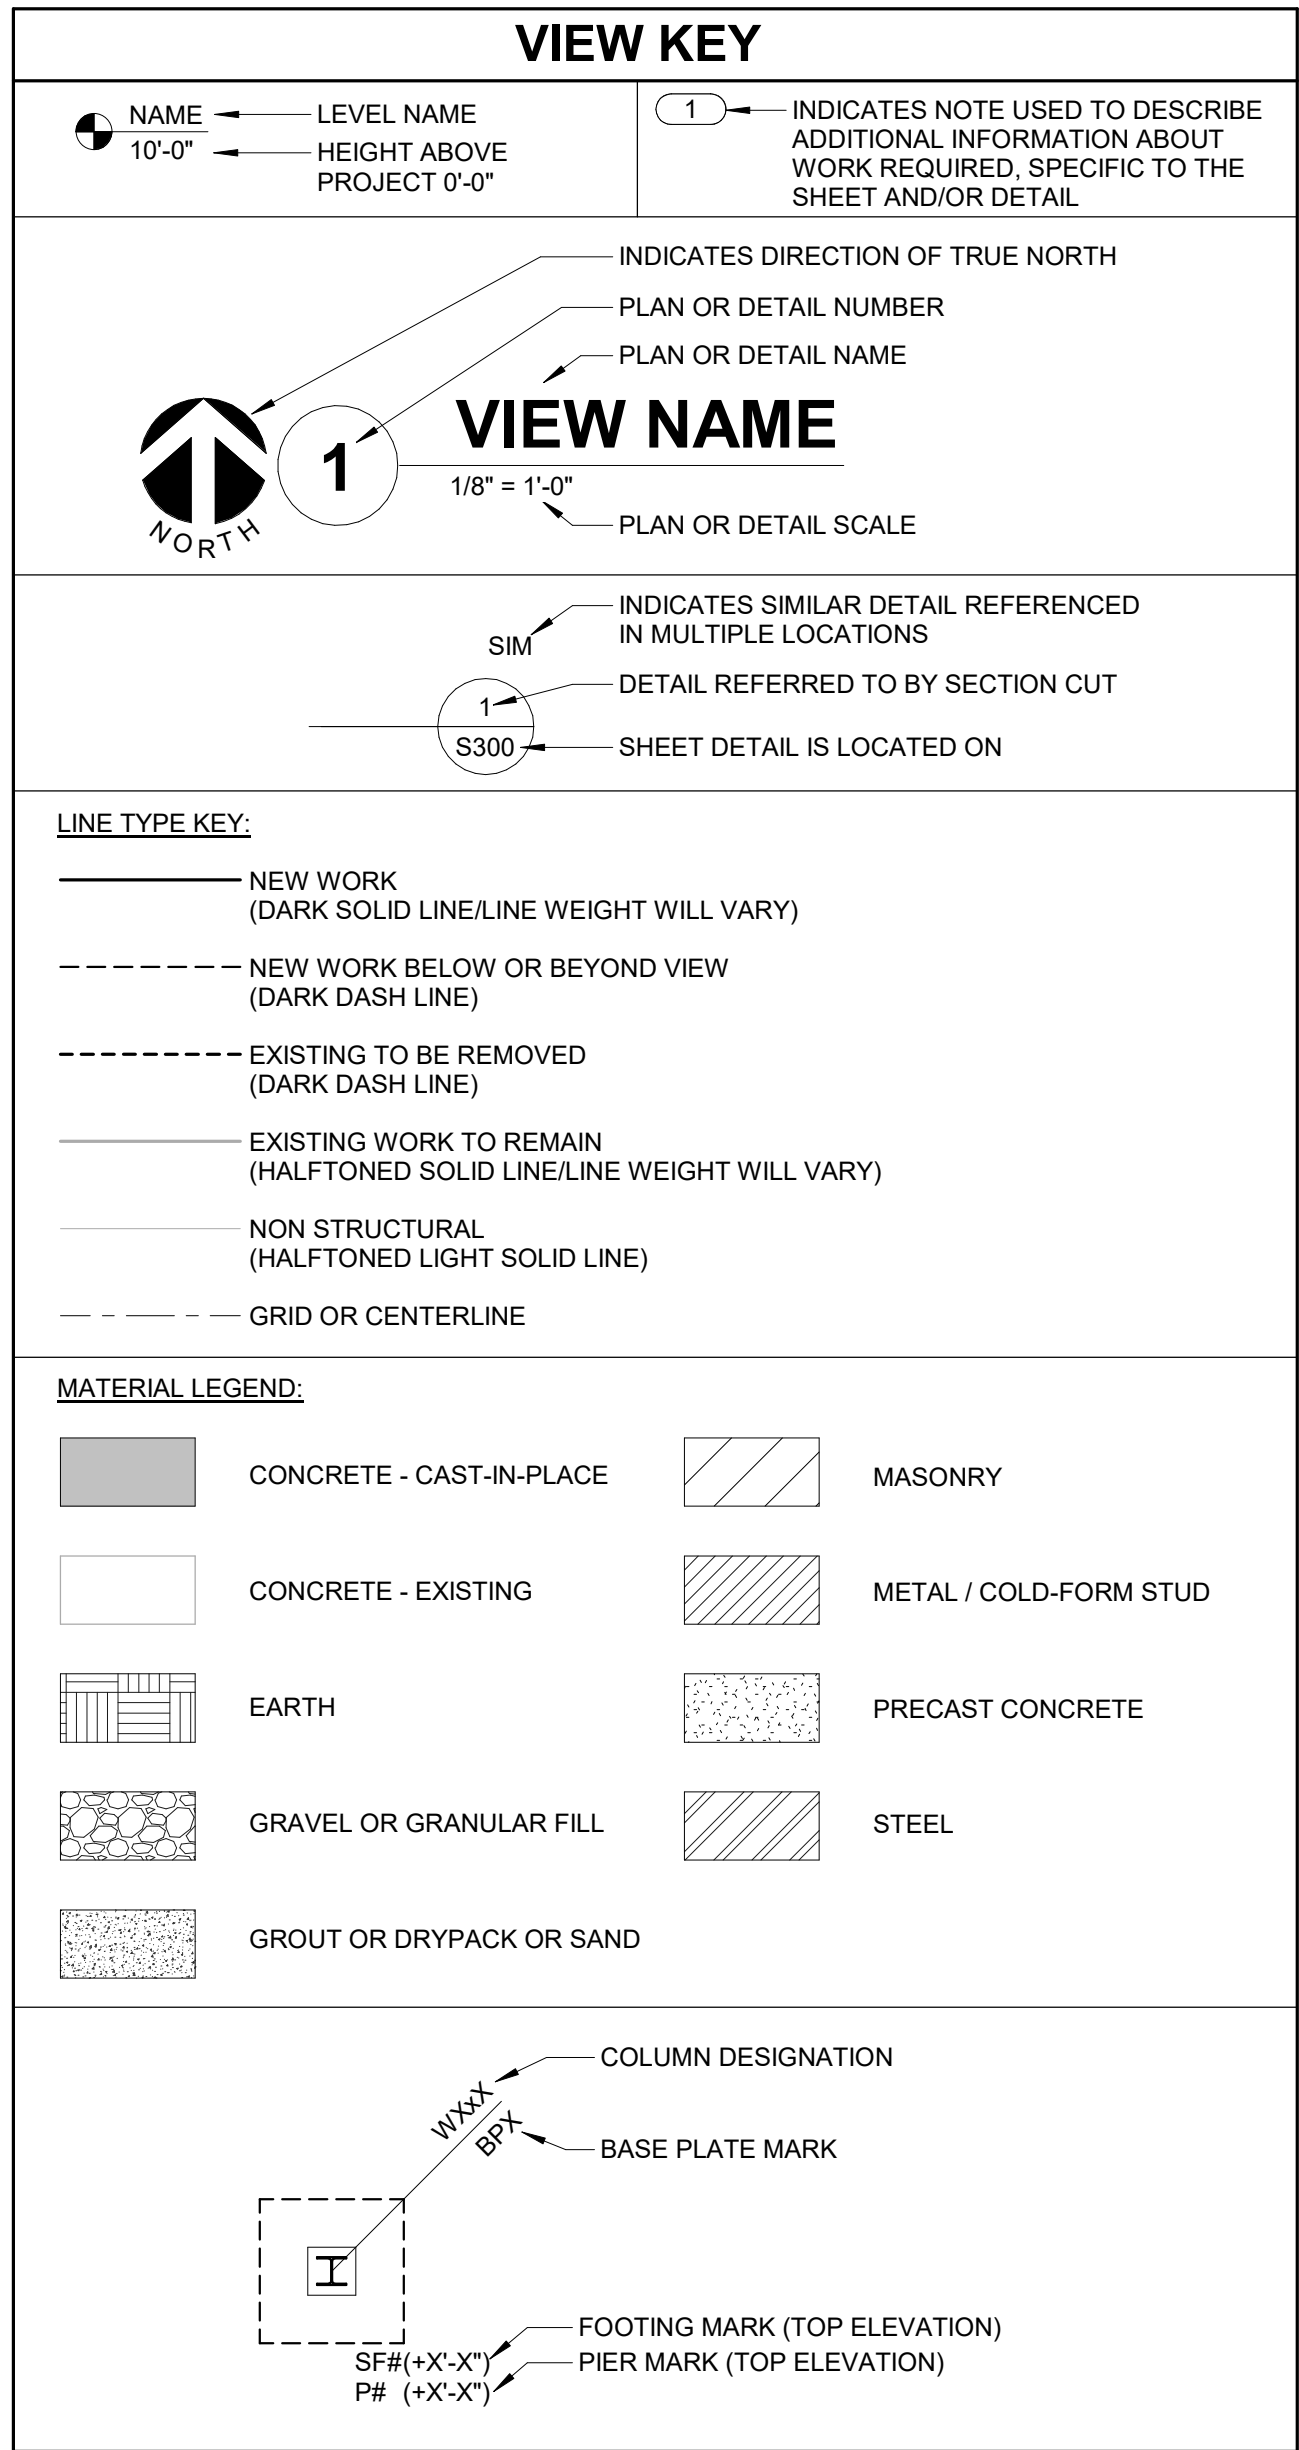 VIEW KEY
NAME
10'-0"
LEVEL NAME
HEIGHT ABOVE
PROJECT 0'-0"
1
INDICATES NOTE USED TO DESCRIBE
ADDITIONAL INFORMATION ABOUT
WORK REQUIRED, SPECIFIC TO THE
SHEET AND/OR DETAIL
INDICATES DIRECTION OF TRUE NORTH
PLAN OR DETAIL NUMBER
PLAN OR DETAIL NAME
NORTH
1
VIEW NAME
1/8" = 1'-0"
PLAN OR DETAIL SCALE
INDICATES SIMILAR DETAIL REFERENCED
IN MULTIPLE LOCATIONS
SIM
DETAIL REFERRED TO BY SECTION CUT
1
S300
SHEET DETAIL IS LOCATED ON
LINE TYPE KEY:
NEW WORK
(DARK SOLID LINE/LINE WEIGHT WILL VARY)
NEW WORK BELOW OR BEYOND VIEW
(DARK DASH LINE)
EXISTING TO BE REMOVED
(DARK DASH LINE)
EXISTING WORK TO REMAIN
(HALFTONED SOLID LINE/LINE WEIGHT WILL VARY)
NON STRUCTURAL
(HALFTONED LIGHT SOLID LINE)
GRID OR CENTERLINE
MATERIAL LEGEND:
CONCRETE - CAST-IN-PLACE
MASONRY
CONCRETE - EXISTING
METAL / COLD-FORM STUD
EARTH
PRECAST CONCRETE
GRAVEL OR GRANULAR FILL
STEEL
GROUT OR DRYPACK OR SAND
COLUMN DESIGNATION
WXxX
BPX
BASE PLATE MARK
FOOTING MARK (TOP ELEVATION)
SF#(+X'-X")
PIER MARK (TOP ELEVATION)
P# (+X'-X")